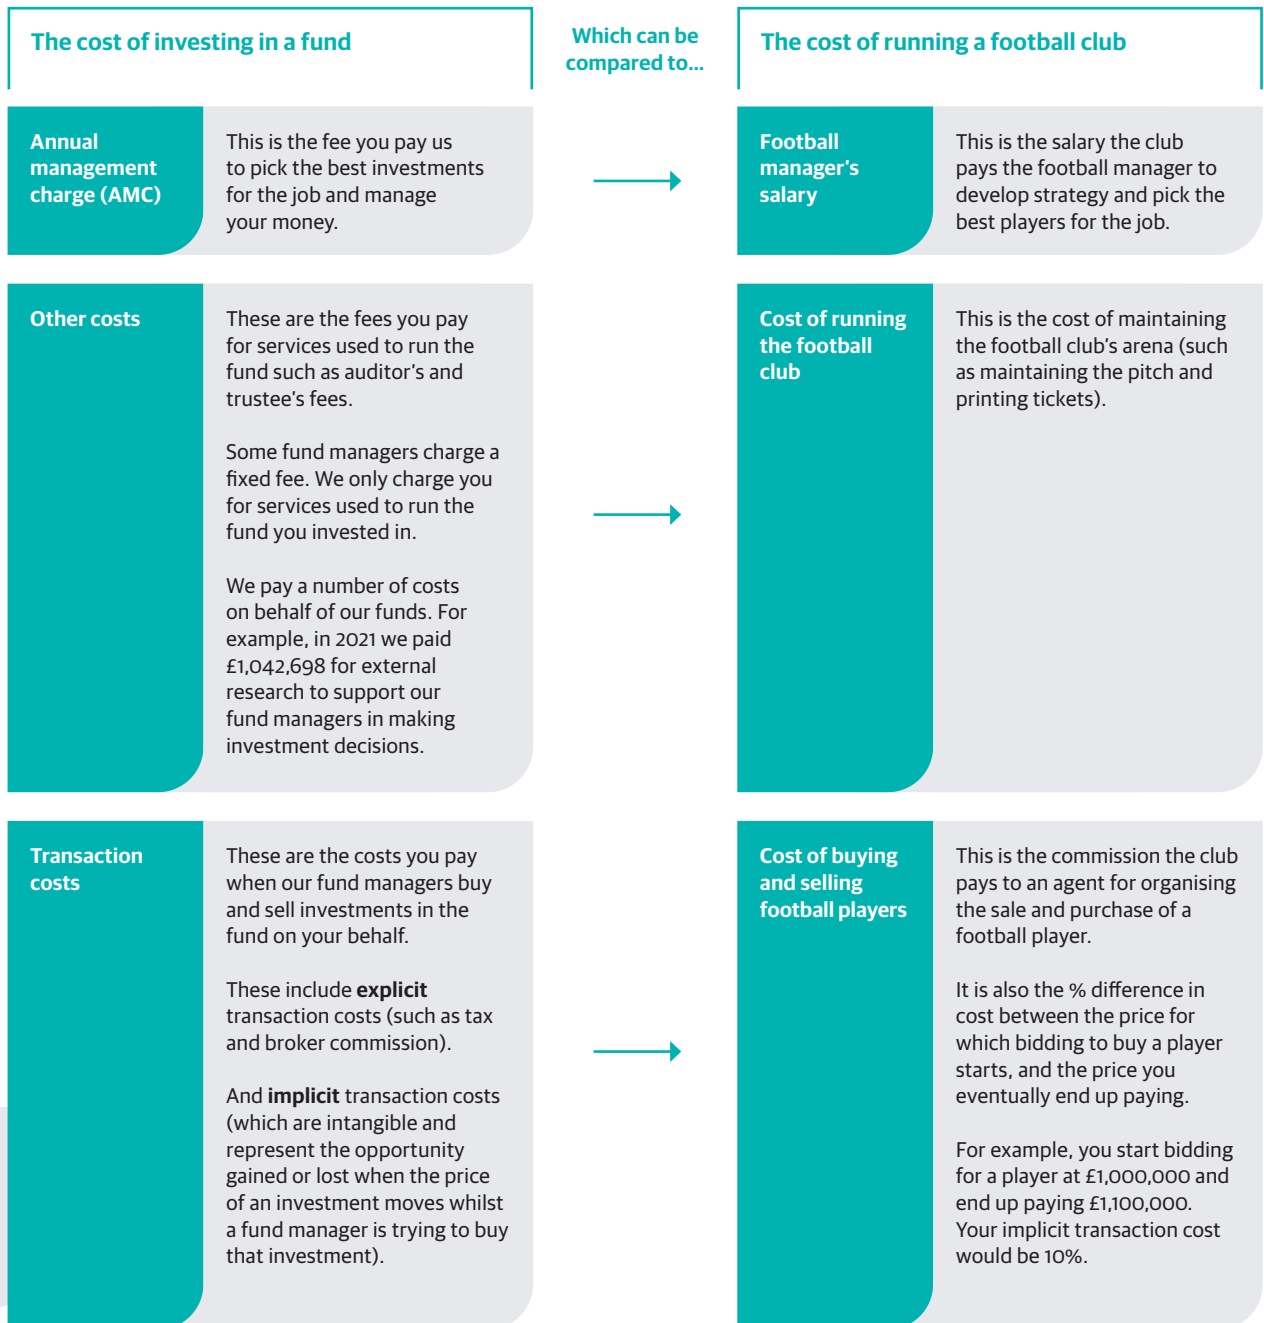 The cost of investing in a fund
Which can be
compared to...
The cost of running a football club
Annual
management
charge (AMC)
This is the fee you pay us
to pick the best investments
for the job and manage
your money.
Football
manager's
salary
This is the salary the club
pays the football manager to
develop strategy and pick the
best players for the job.
Other costs
These are the fees you pay
for services used to run the
fund such as auditor's and
trustee's fees.
Some fund managers charge a
fixed fee. We only charge you
for services used to run the
fund you invested in.
We pay a number of costs
on behalf of our funds. For
example, in 2021 we paid
£1,042,698 for external
research to support our
fund managers in making
investment decisions.
Cost of running
the football
club
This is the cost of maintaining
the football club's arena (such
as maintaining the pitch and
printing tickets).
Transaction
costs
These are the costs you pay
when our fund managers buy
and sell investments in the
fund on your behalf.
These include explicit
transaction costs (such as tax
and broker commission).
And implicit transaction costs
(which are intangible and
represent the opportunity
gained or lost when the price
of an investment moves whilst
a fund manager is trying to buy
that investment).
Cost of buying
and selling
football players
This is the commission the club
pays to an agent for organising
the sale and purchase of a
football player.
It is also the % difference in
cost between the price for
which bidding to buy a player
starts, and the price you
eventually end up paying.
For example, you start bidding
for a player at £1,000,000 and
end up paying £1,100,000.
Your implicit transaction cost
would be 10%.